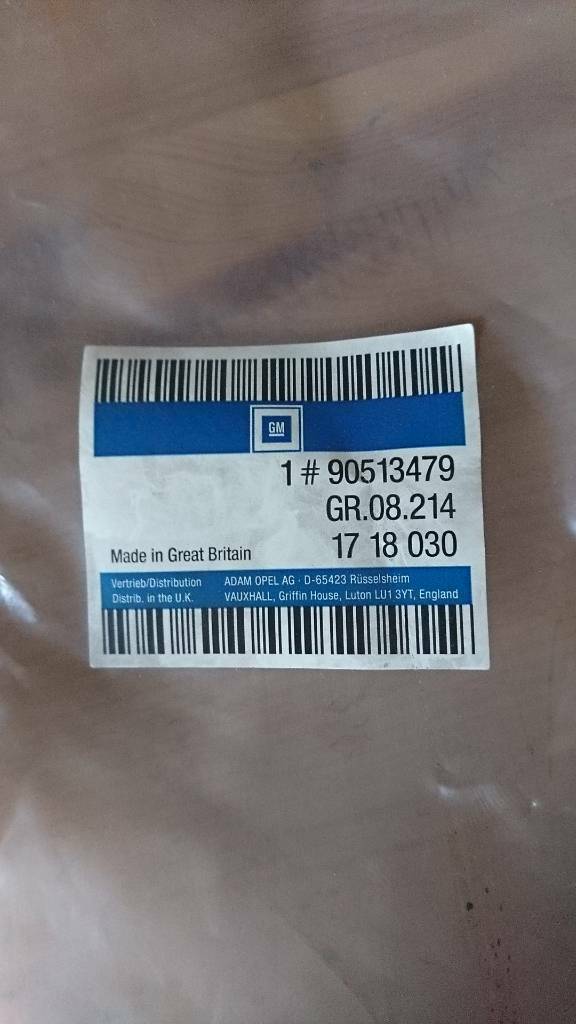 GM
1 # 90513479
GR.08.214
Made in Great Britain 17 18 030
Vertrieb/Distribution ADAM OPEL AG · D-65423 Rüsselsheim
Distrib. in the U.K. VAUXHALL, Griffin House, Luton LU1 3YT, England